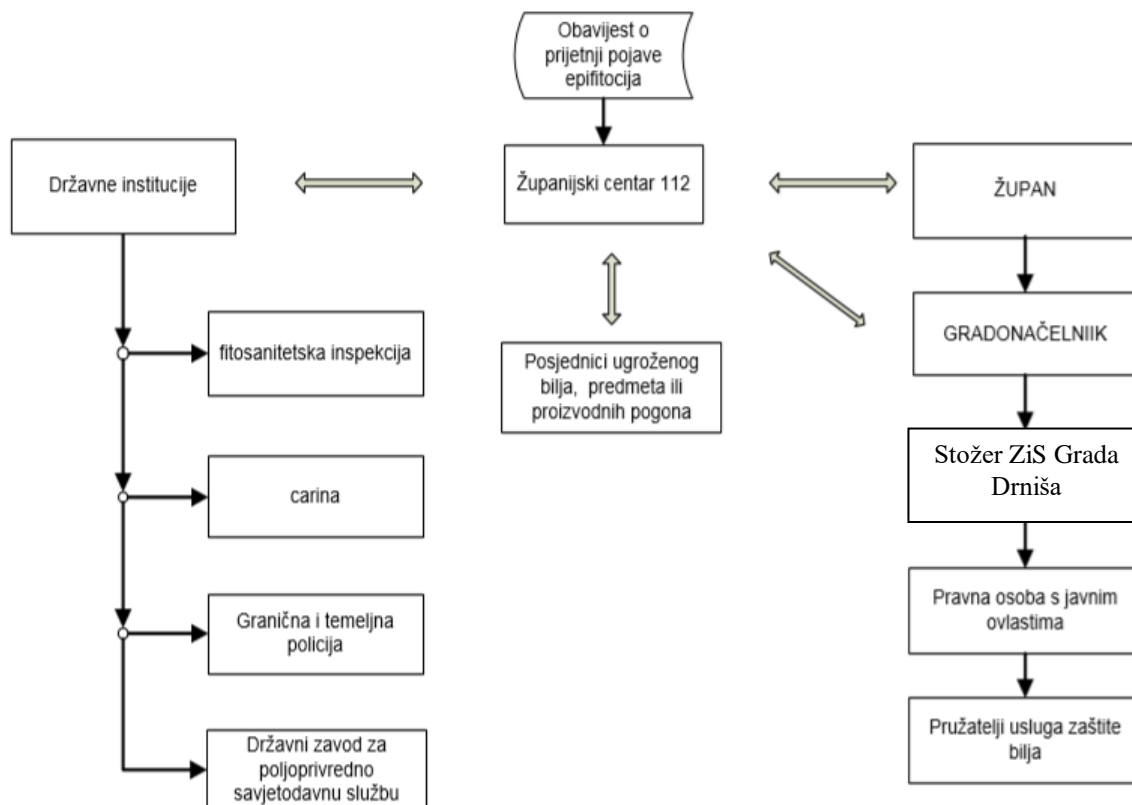 Obavijest o
prijetnji pojave
epifitocija
Državne institucije
Županijski centar 112
ŽUPAN
fitosanitetska inspekcija
Posjednici ugroženog
bilja, predmeta ili
proizvodnih pogona
GRADONAČELNIIK
Stožer ZiS Grada
Drniša
carina
Granična i temeljna
policija
Pravna osoba s javnim
ovlastima
Državni zavod za
poljoprivredno
savjetodavnu službu
Pružatelji usluga zaštite
bilja